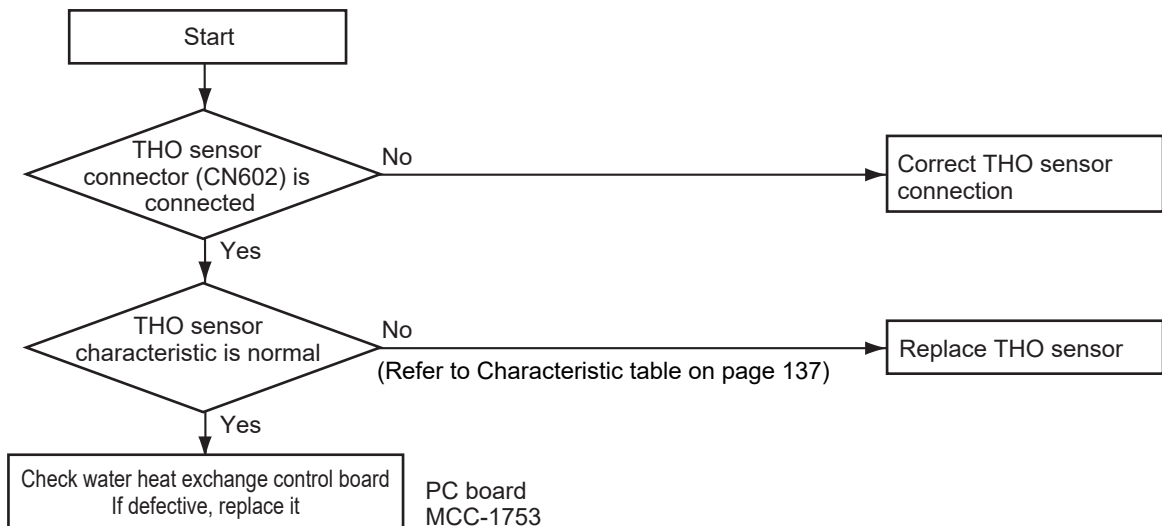 Start
THO sensor
connector (CN602) is
connected
No
Correct THO sensor
connection
Yes
THO sensor
characteristic is normal
No
(Refer to Characteristic table on page 137)
Replace THO sensor
Yes
Check water heat exchange control board
If defective, replace it
PC board
MCC-1753